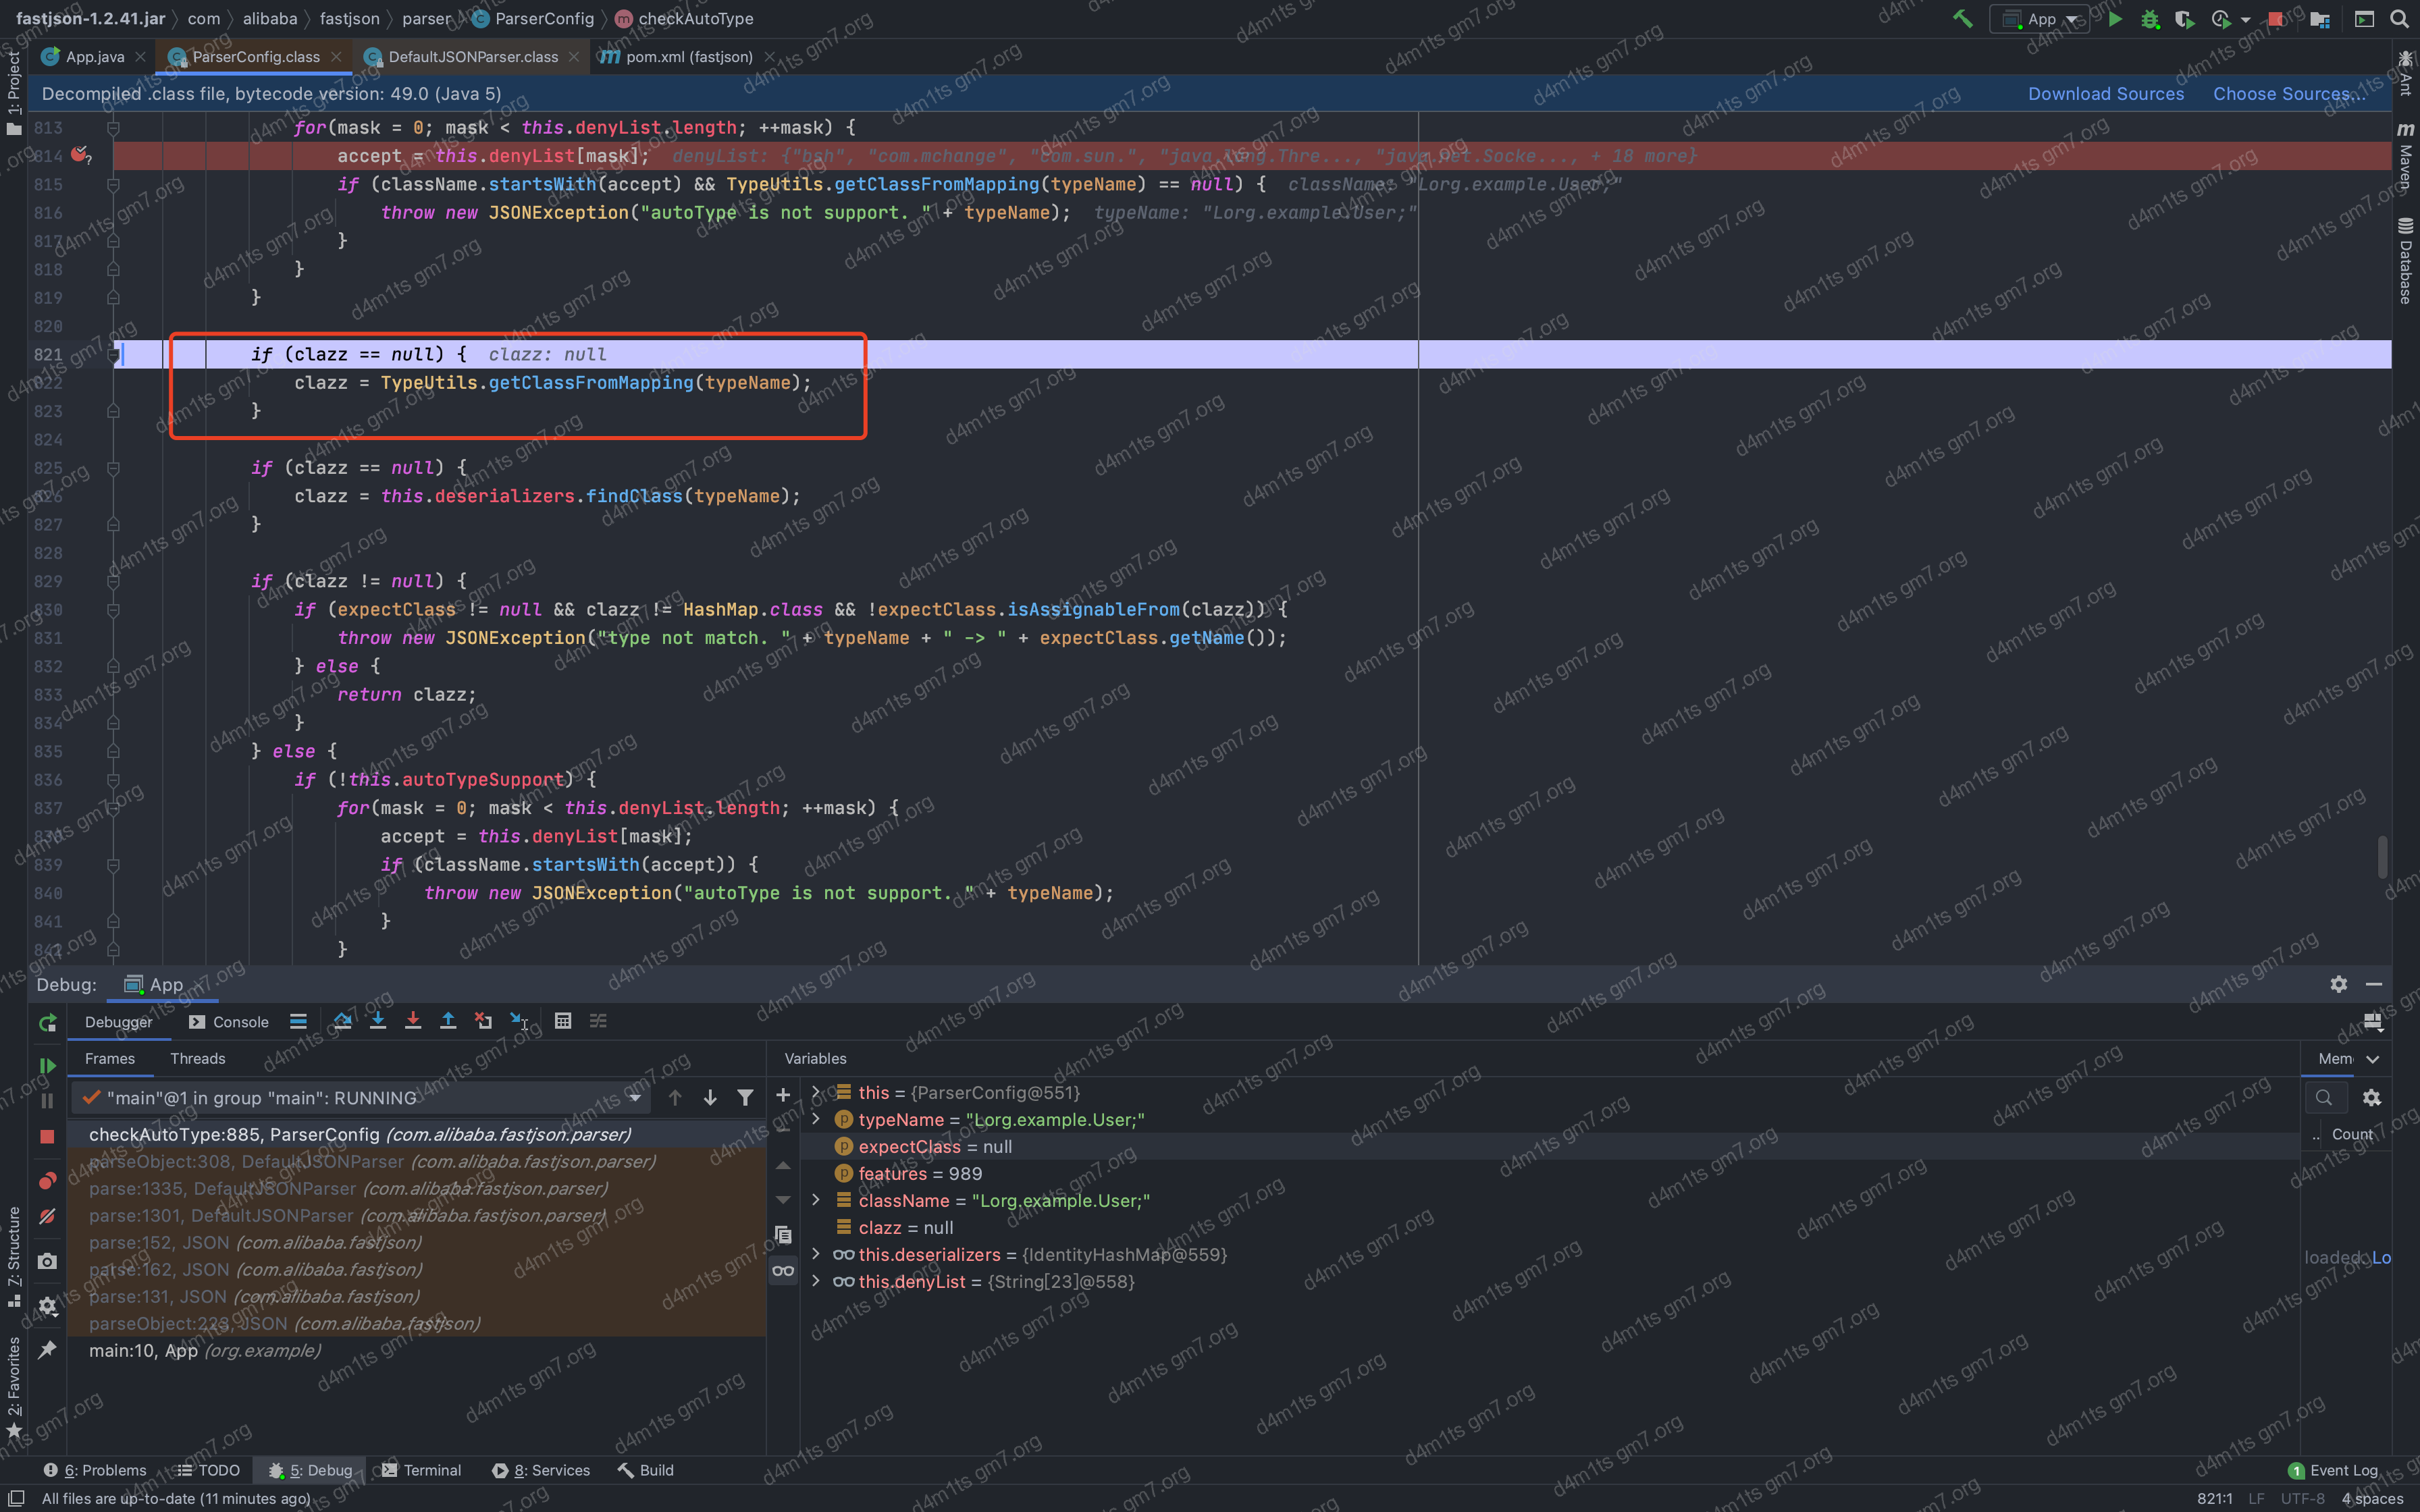 fastjson-1.2.41.jar com alibaba fastjson parser ParserConfig checkAutoType
App
App.java ParserConfig.class DefaultJSONParser.class pom.xml (fastjson)
Decompiled .class file, bytecode version: 49.0 (Java 5) Download Sources Choose Sources...
1: Project
Ant
Maven
Database
813 for(mask = 0; mask < this.denyList.length; ++mask) {
814 accept = this.denyList[mask]; denyList: {"bsh", "com.mchange", "com.sun.", "java.lang.Thre..., "java.net.Socke..., + 18 more}
815 if (className.startsWith(accept) && TypeUtils.getClassFromMapping(typeName) == null) { className: "Lorg.example.User;"
816 throw new JSONException("autoType is not support. " + typeName); typeName: "Lorg.example.User;"
817 }
818 }
819 }
820
821 if (clazz == null) { clazz: null
822 clazz = TypeUtils.getClassFromMapping(typeName);
823 }
824
825 if (clazz == null) {
826 clazz = this.deserializers.findClass(typeName);
827 }
828
829 if (clazz != null) {
830 if (expectClass != null && clazz != HashMap.class && !expectClass.isAssignableFrom(clazz)) {
831 throw new JSONException("type not match. " + typeName + " -> " + expectClass.getName());
832 } else {
833 return clazz;
834 }
835 } else {
836 if (!this.autoTypeSupport) {
837 for(mask = 0; mask < this.denyList.length; ++mask) {
838 accept = this.denyList[mask];
839 if (className.startsWith(accept)) {
840 throw new JSONException("autoType is not support. " + typeName);
841 }
842 }
Debug: App
Debugger Console
Frames Threads Variables Mem
"main"@1 in group "main": RUNNING
checkAutoType:885, ParserConfig (com.alibaba.fastjson.parser)
parseObject:308, DefaultJSONParser (com.alibaba.fastjson.parser)
parse:1335, DefaultJSONParser (com.alibaba.fastjson.parser)
parse:1301, DefaultJSONParser (com.alibaba.fastjson.parser)
parse:152, JSON (com.alibaba.fastjson)
parse:162, JSON (com.alibaba.fastjson)
parse:131, JSON (com.alibaba.fastjson)
parseObject:223, JSON (com.alibaba.fastjson)
main:10, App (org.example)
this = {ParserConfig@551}
typeName = "Lorg.example.User;"
expectClass = null
features = 989
className = "Lorg.example.User;"
clazz = null
this.deserializers = {IdentityHashMap@559}
this.denyList = {String[23]@558}
.. Count
loaded. Lo
7: Structure
2: Favorites
6: Problems TODO 5: Debug Terminal 8: Services Build 1 Event Log
All files are up-to-date (11 minutes ago) 821:1 LF UTF-8 4 spaces
d4m1ts gm7.org